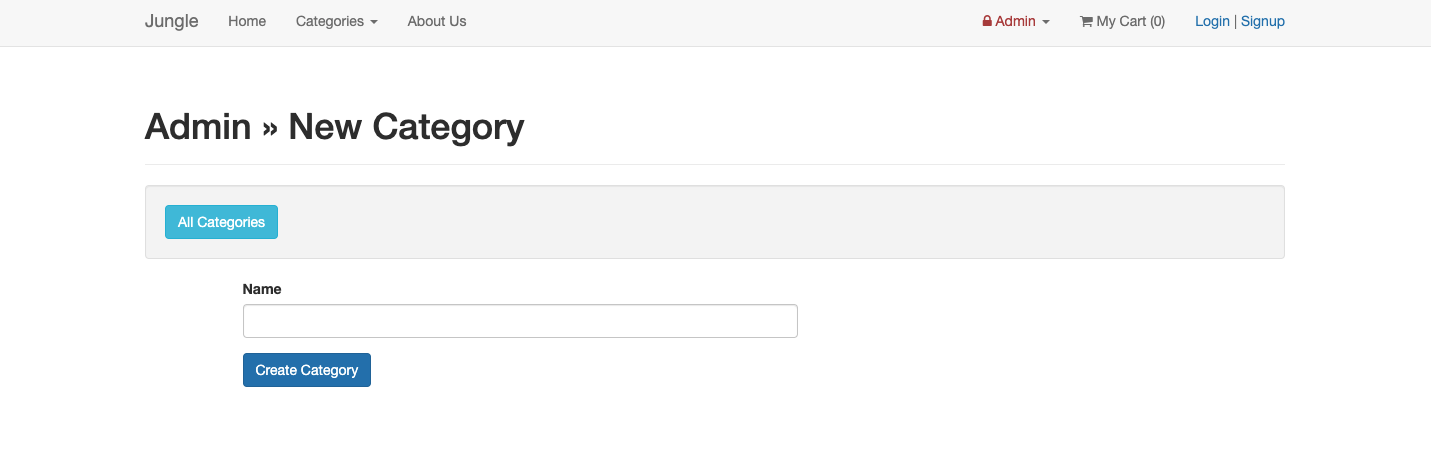 Jungle Home Categories About Us Admin My Cart (0) Login | Signup
Admin » New Category
All Categories
Name
Create Category